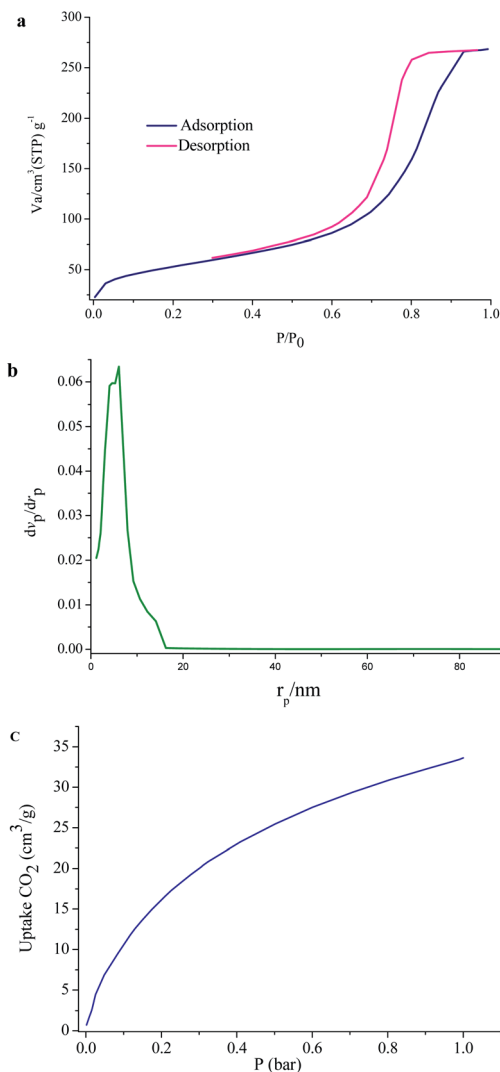 a
300
250
200
150
100
50
Va/cm³(STP) g⁻¹
Adsorption
Desorption
0.0 0.2 0.4 0.6 0.8 1.0
P/P₀
b
0.06
0.05
0.04
0.03
0.02
0.01
0.00
dvₚ/drₚ
0 20 40 60 80
rₚ/nm
C
35
30
25
20
15
10
5
0
Uptake CO₂ (cm³/g)
0.0 0.2 0.4 0.6 0.8 1.0
P (bar)